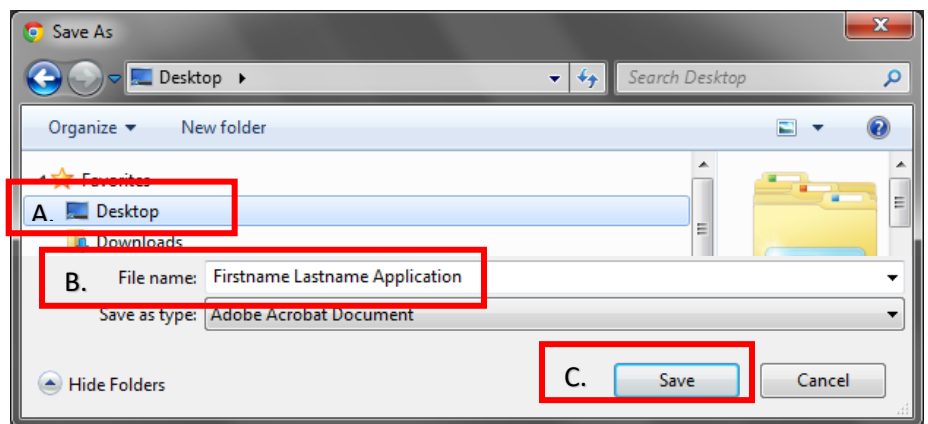 Save As
Desktop
Search Desktop
Organize
New folder
Favorites
A. Desktop
Downloads
B. File name: Firstname Lastname Application
Save as type: Adobe Acrobat Document
Hide Folders
C. Save
Cancel